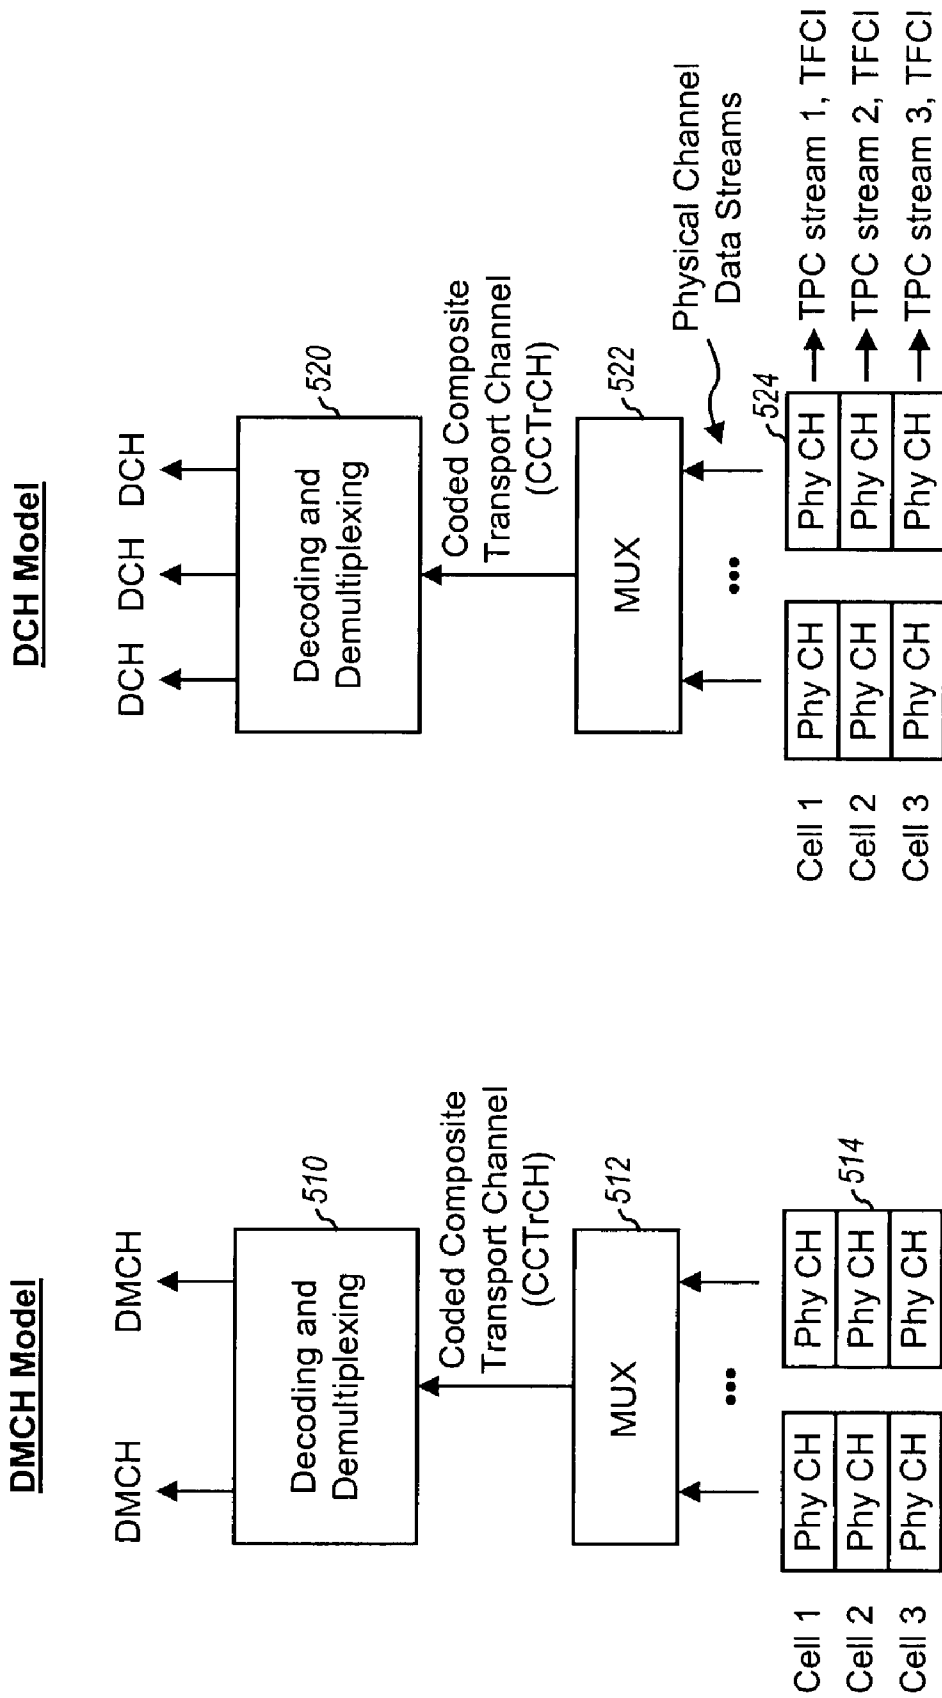 DMCH Model
DMCH
DMCH
510
Decoding and
Demultiplexing
Coded Composite
Transport Channel
(CCTrCH)
512
MUX
...
Cell 1
Phy CH
Phy CH
Cell 2
Phy CH
Phy CH
514
Cell 3
Phy CH
Phy CH
DCH Model
DCH
DCH
DCH
520
Decoding and
Demultiplexing
Coded Composite
Transport Channel
(CCTrCH)
522
MUX
Physical Channel
Data Streams
...
524
Cell 1
Phy CH
Phy CH
TPC stream 1, TFCI
Cell 2
Phy CH
Phy CH
TPC stream 2, TFCI
Cell 3
Phy CH
Phy CH
TPC stream 3, TFCI